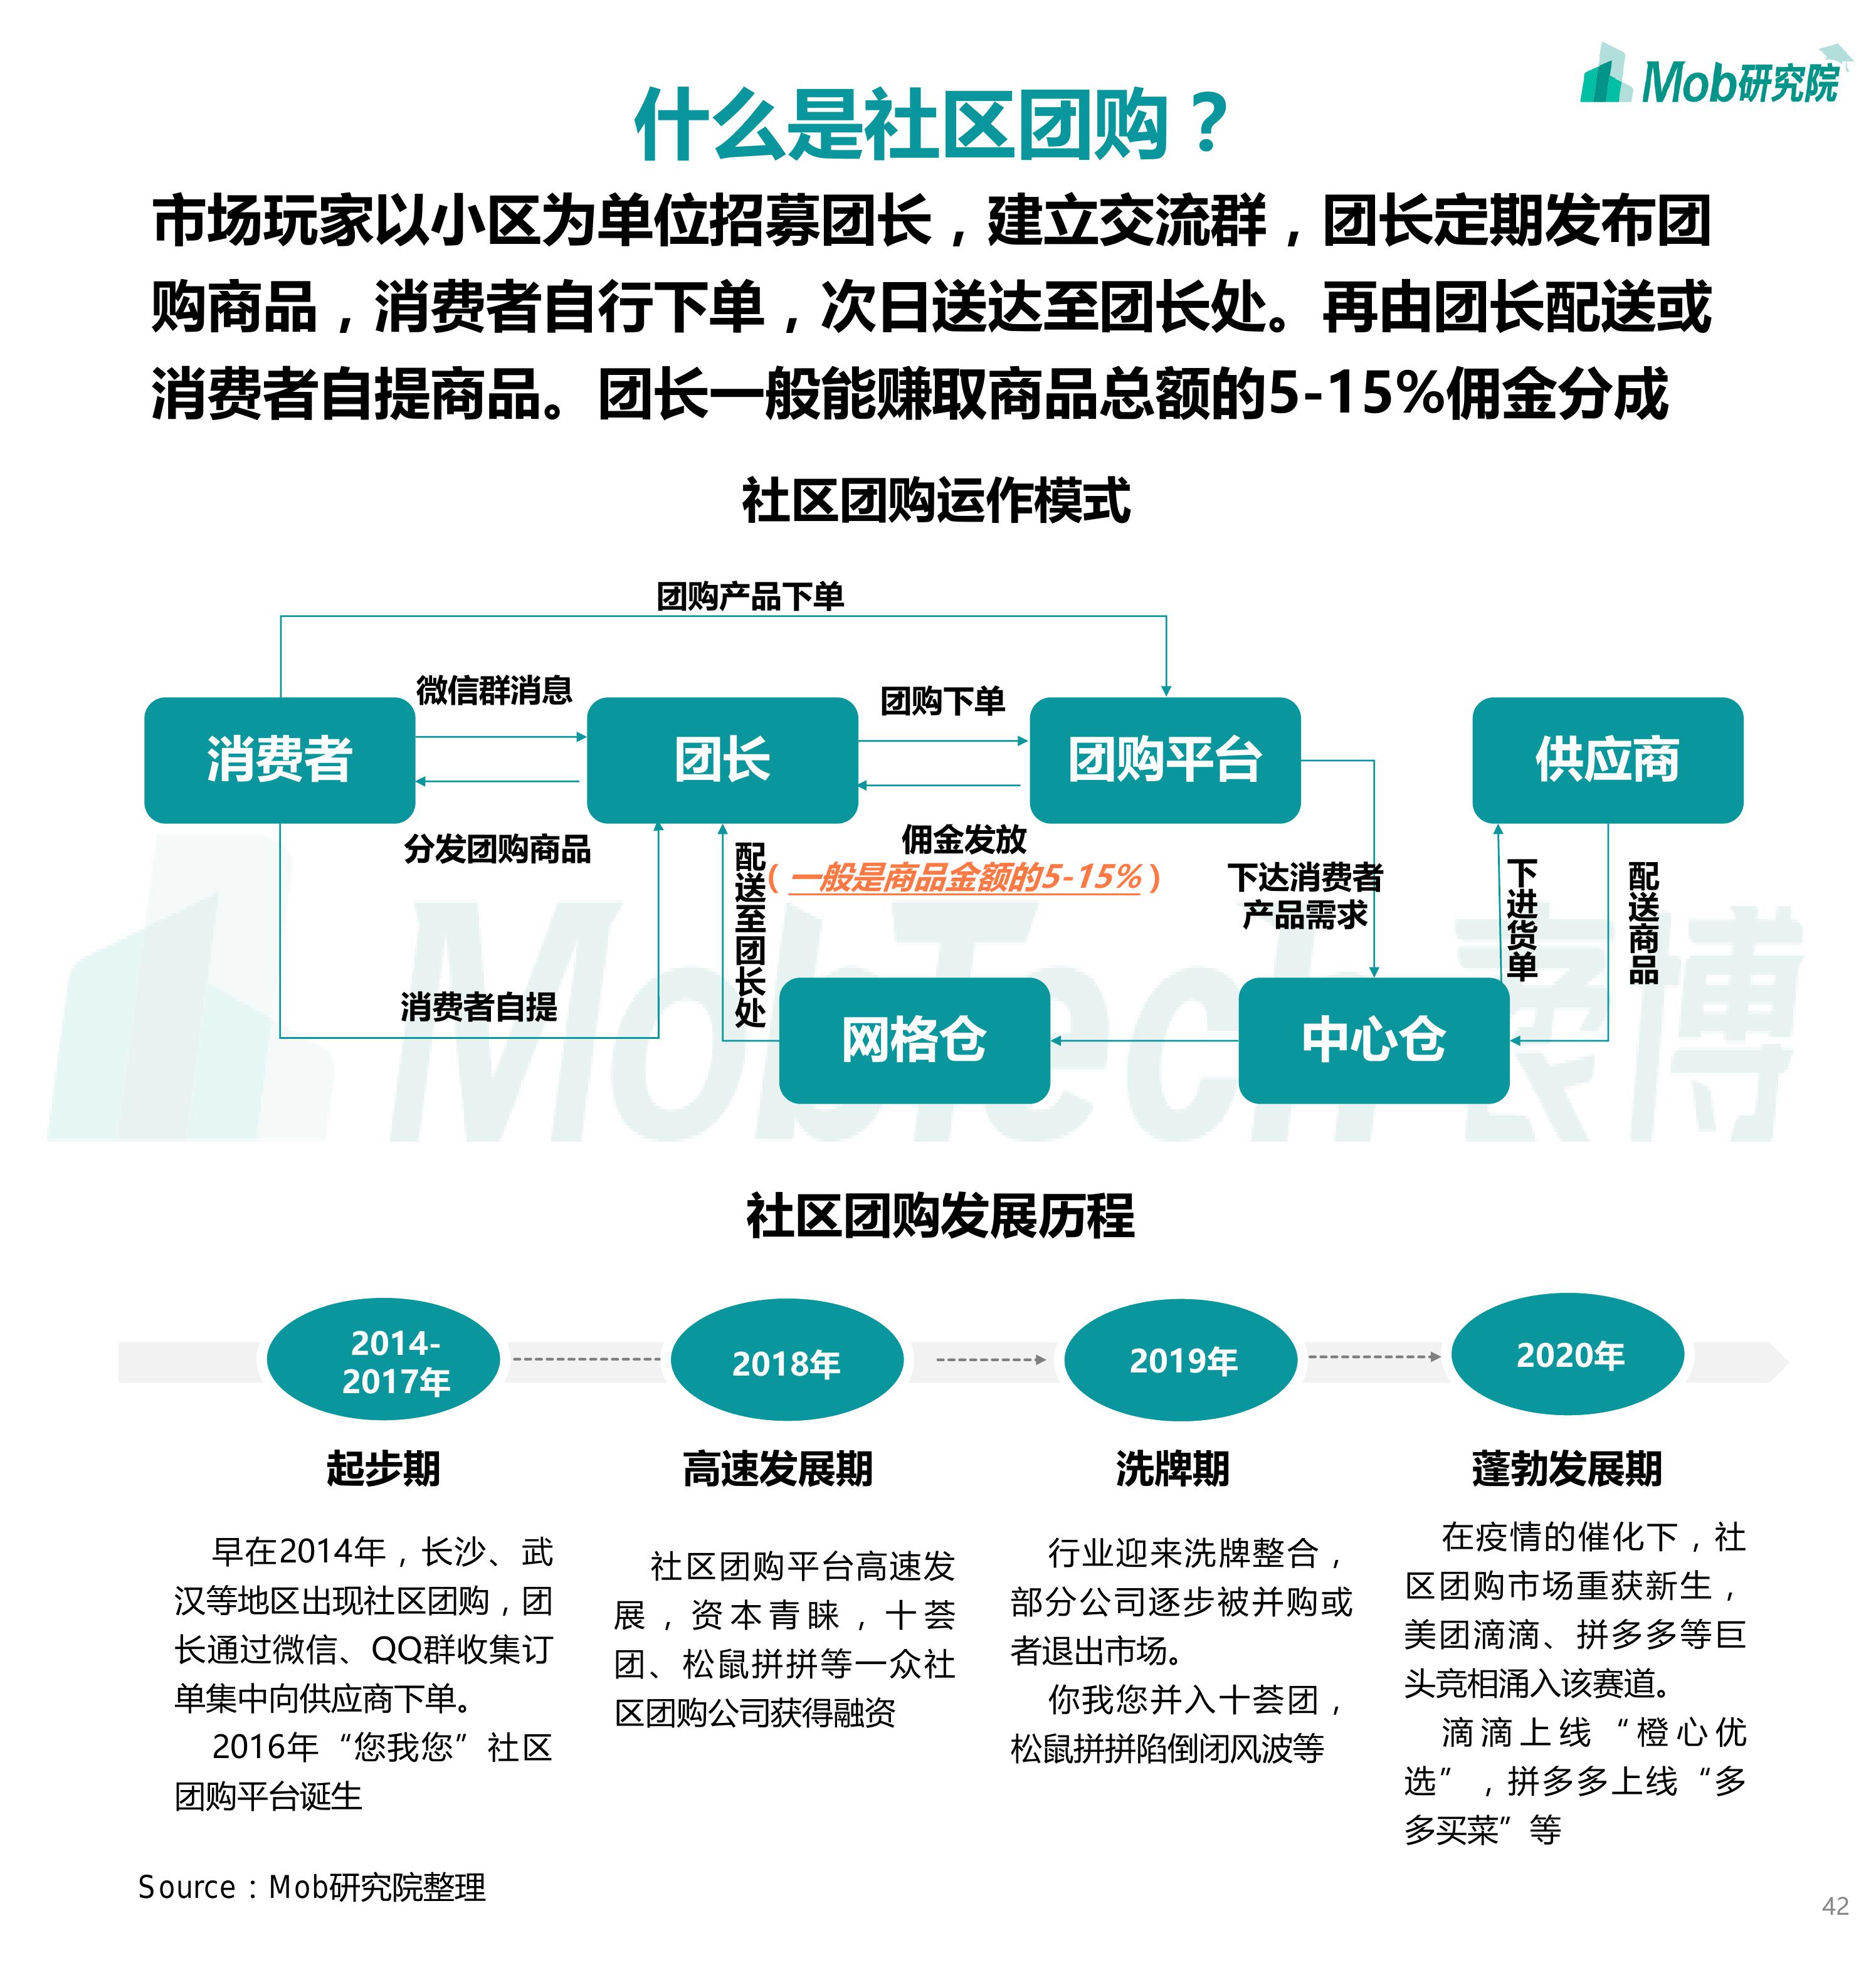 Mob研究院
什么是社区团购？
市场玩家以小区为单位招募团长，建立交流群，团长定期发布团
购商品，消费者自行下单，次日送达至团长处。再由团长配送或
消费者自提商品。团长一般能赚取商品总额的5-15%佣金分成
社区团购运作模式
团购产品下单
微信群消息
团购下单
消费者
团长
团购平台
供应商
分发团购商品
佣金发放
（一般是商品金额的5-15%）
配送至团长处
下达消费者
产品需求
下进货单
配送商品
消费者自提
网格仓
中心仓
MobTech 袤博
社区团购发展历程
2014-
2017年
2018年
2019年
2020年
起步期
高速发展期
洗牌期
蓬勃发展期
早在2014年，长沙、武
汉等地区出现社区团购，团
长通过微信、QQ群收集订
单集中向供应商下单。
2016年“您我您”社区
团购平台诞生
社区团购平台高速发
展，资本青睐，十荟
团、松鼠拼拼等一众社
区团购公司获得融资
行业迎来洗牌整合，
部分公司逐步被并购或
者退出市场。
你我您并入十荟团，
松鼠拼拼陷倒闭风波等
在疫情的催化下，社
区团购市场重获新生，
美团滴滴、拼多多等巨
头竞相涌入该赛道。
滴滴上线“橙心优
选”，拼多多上线“多
多买菜”等
Source：Mob研究院整理
42